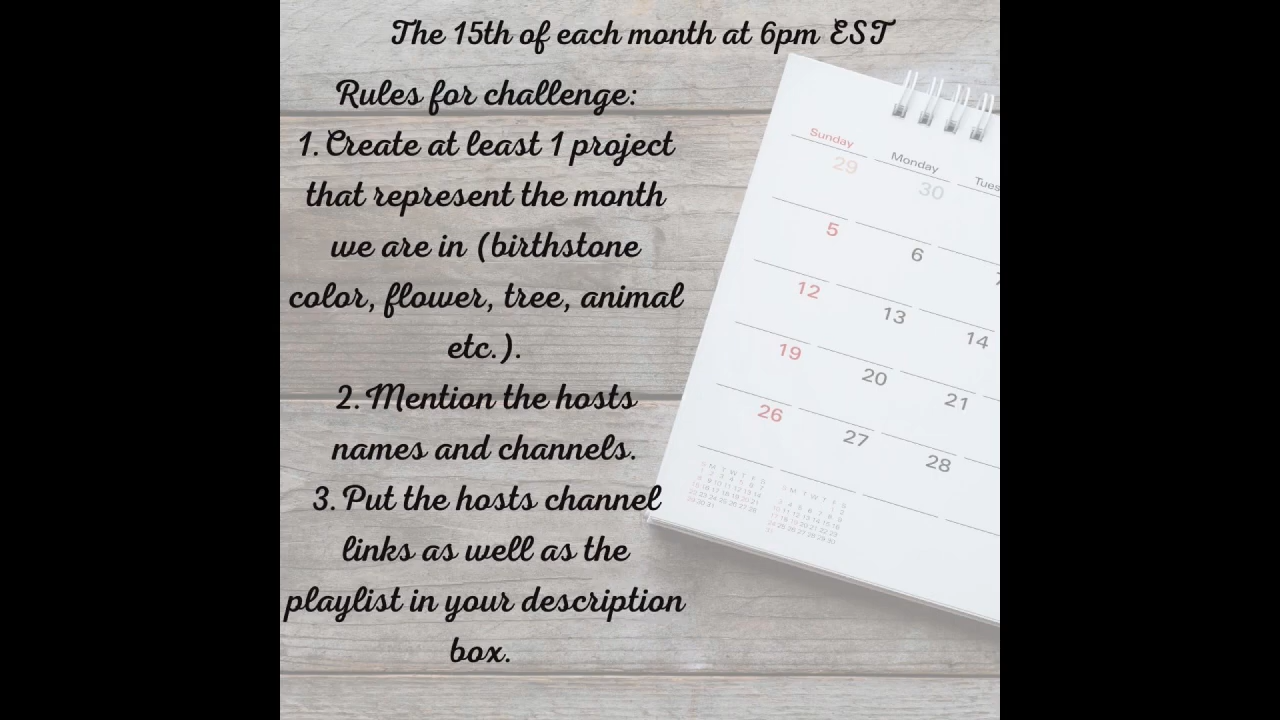 The 15th of each month at 6pm EST
Rules for challenge:
1. Create at least 1 project
that represent the month
we are in (birthstone
color, flower, tree, animal
etc.).
2. Mention the hosts
names and channels.
3. Put the hosts channel
links as well as the
playlist in your description
box.
Sunday Monday Tues
29 30
5 6 7
12 13 14
19 20 21
26 27 28